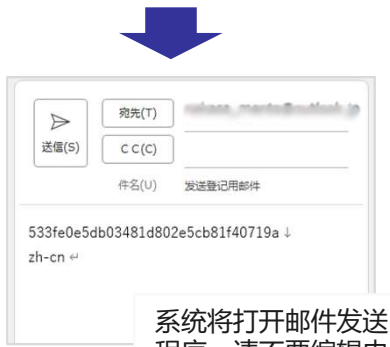 宛先(T)
送信(S)
C C(C)
件名(U) 发送登记用邮件
533fe0e5db03481d802e5cb81f40719a ↓
zh-cn ↵
系统将打开邮件发送